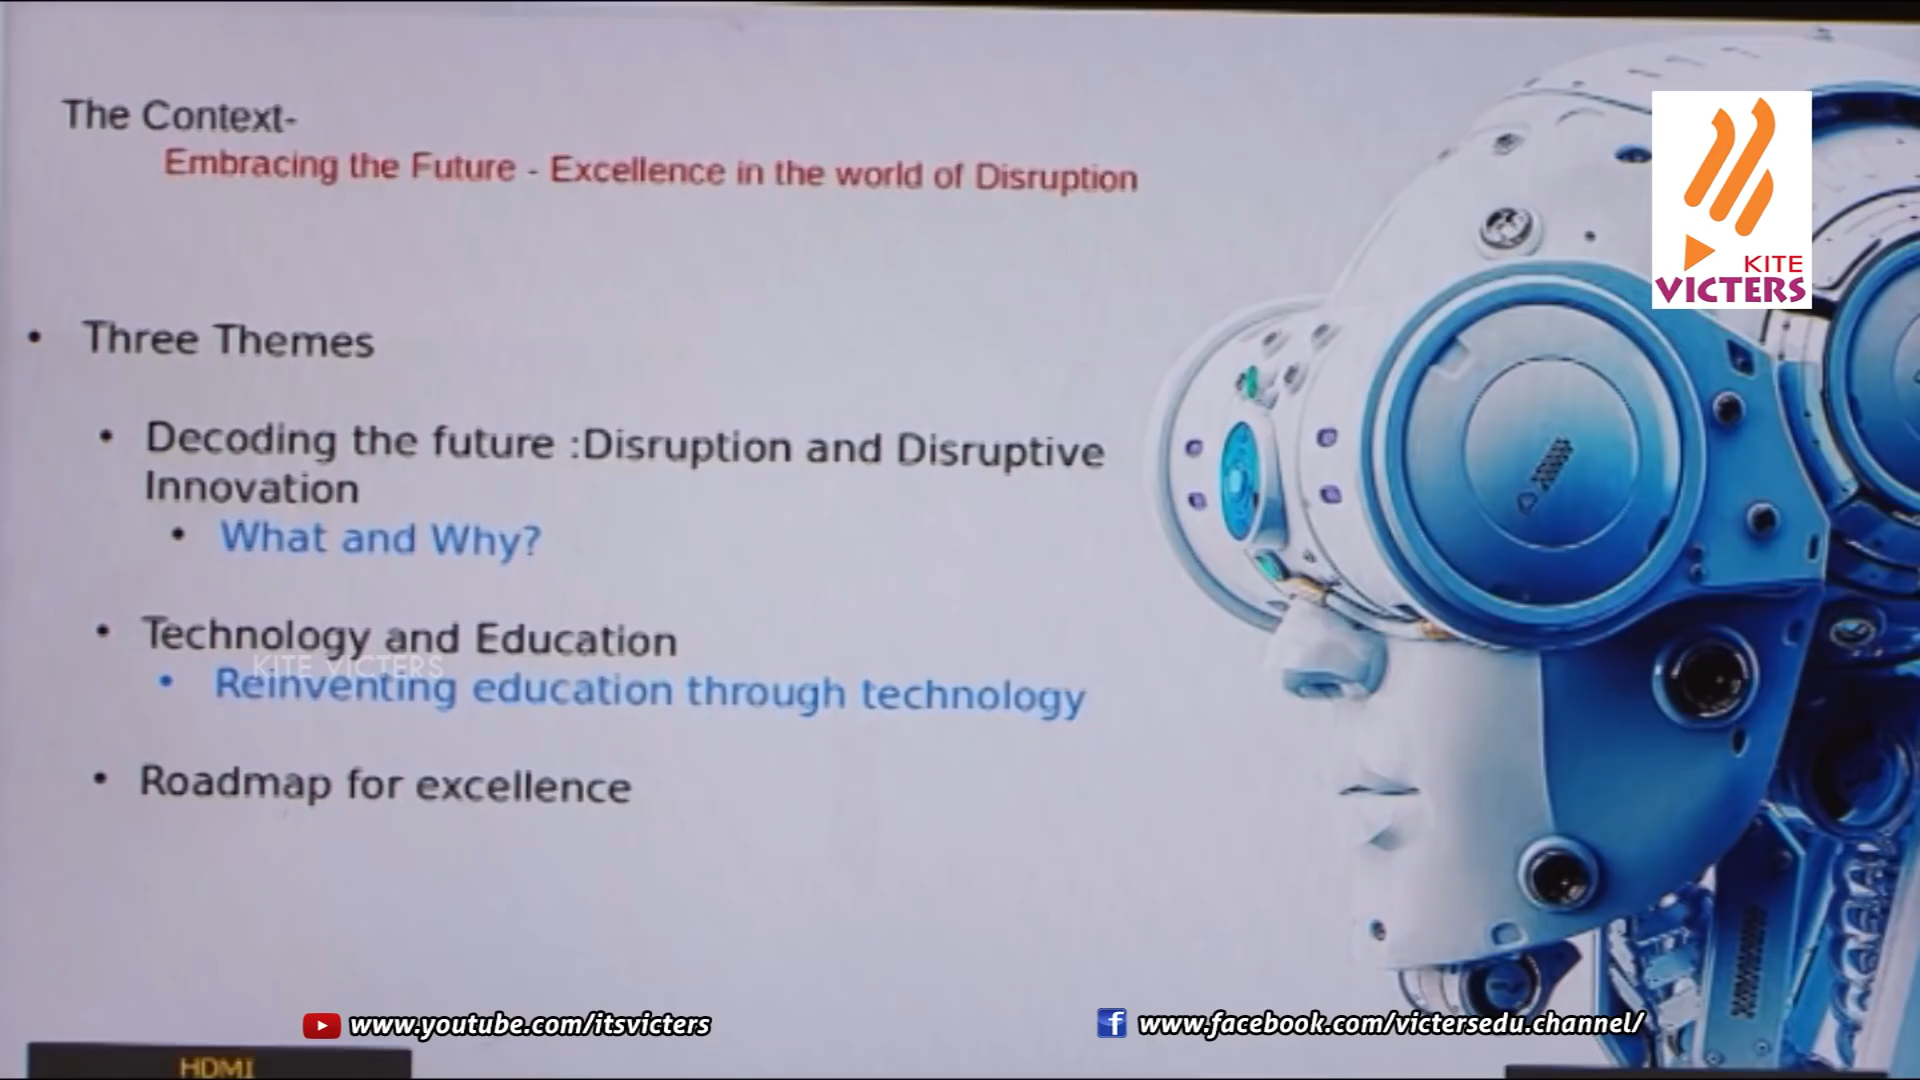 The Context-
Embracing the Future - Excellence in the world of Disruption
KITE
VICTERS
• Three Themes
• Decoding the future :Disruption and Disruptive
Innovation
• What and Why?
• Technology and Education
KITE VICTERS
• Reinventing education through technology
• Roadmap for excellence
www.youtube.com/itsvicters
www.facebook.com/victersedu.channel/
HDMI